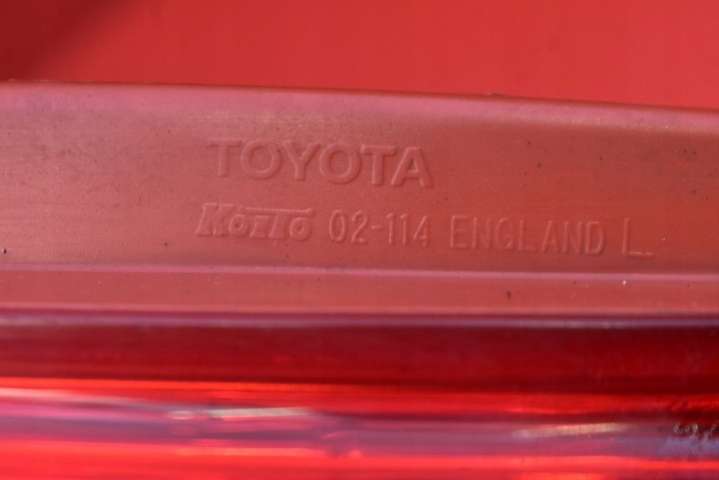 TOYOTA
KOITO 02-114 ENGLAND L